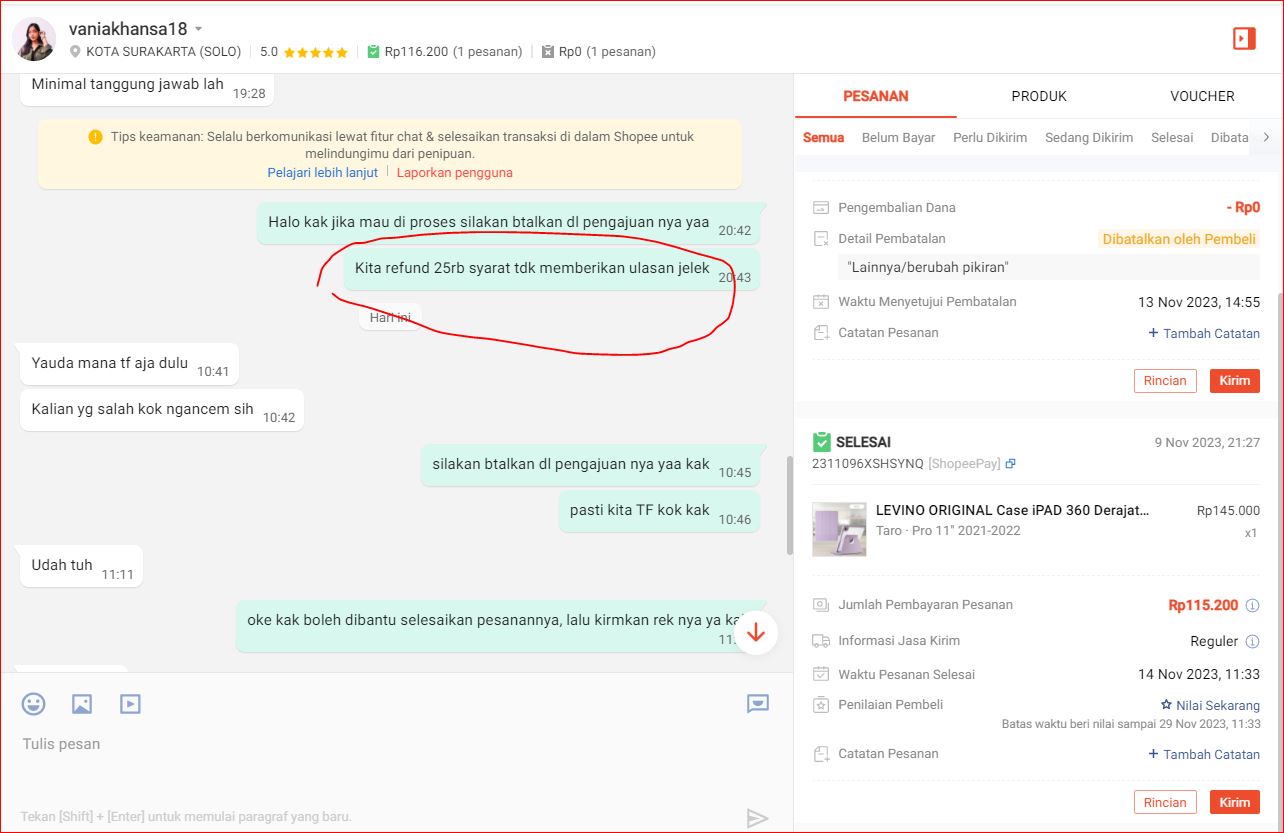 vaniakhansa18
KOTA SURAKARTA (SOLO) 5.0 Rp116.200 (1 pesanan) Rp0 (1 pesanan)
Minimal tanggung jawab lah 19:28
Tips keamanan: Selalu berkomunikasi lewat fitur chat & selesaikan transaksi di dalam Shopee untuk
melindungimu dari penipuan.
Pelajari lebih lanjut Laporkan pengguna
Halo kak jika mau di proses silakan btalkan dl pengajuan nya yaa 20:42
Kita refund 25rb syarat tdk memberikan ulasan jelek 20:43
Hari ini
Yauda mana tf aja dulu 10:41
Kalian yg salah kok ngancem sih 10:42
silakan btalkan dl pengajuan nya yaa kak 10:45
pasti kita TF kok kak 10:46
Udah tuh 11:11
oke kak boleh dibantu selesaikan pesanannya, lalu kirmkan rek nya ya
Tulis pesan
Tekan [Shift] + [Enter] untuk memulai paragraf yang baru.
PESANAN PRODUK VOUCHER
Semua Belum Bayar Perlu Dikirim Sedang Dikirim Selesai Dibata
Pengembalian Dana - Rp0
Detail Pembatalan Dibatalkan oleh Pembeli
"Lainnya/berubah pikiran"
Waktu Menyetujui Pembatalan 13 Nov 2023, 14:55
Catatan Pesanan + Tambah Catatan
Rincian Kirim
SELESAI 9 Nov 2023, 21:27
2311096XSHSYNQ [ShopeePay]
LEVINO ORIGINAL Case iPAD 360 Derajat... Rp145.000
Taro · Pro 11" 2021-2022 x1
Jumlah Pembayaran Pesanan Rp115.200
Informasi Jasa Kirim Reguler
Waktu Pesanan Selesai 14 Nov 2023, 11:33
Penilaian Pembeli Nilai Sekarang
Batas waktu beri nilai sampai 29 Nov 2023, 11:33
Catatan Pesanan + Tambah Catatan
Rincian Kirim